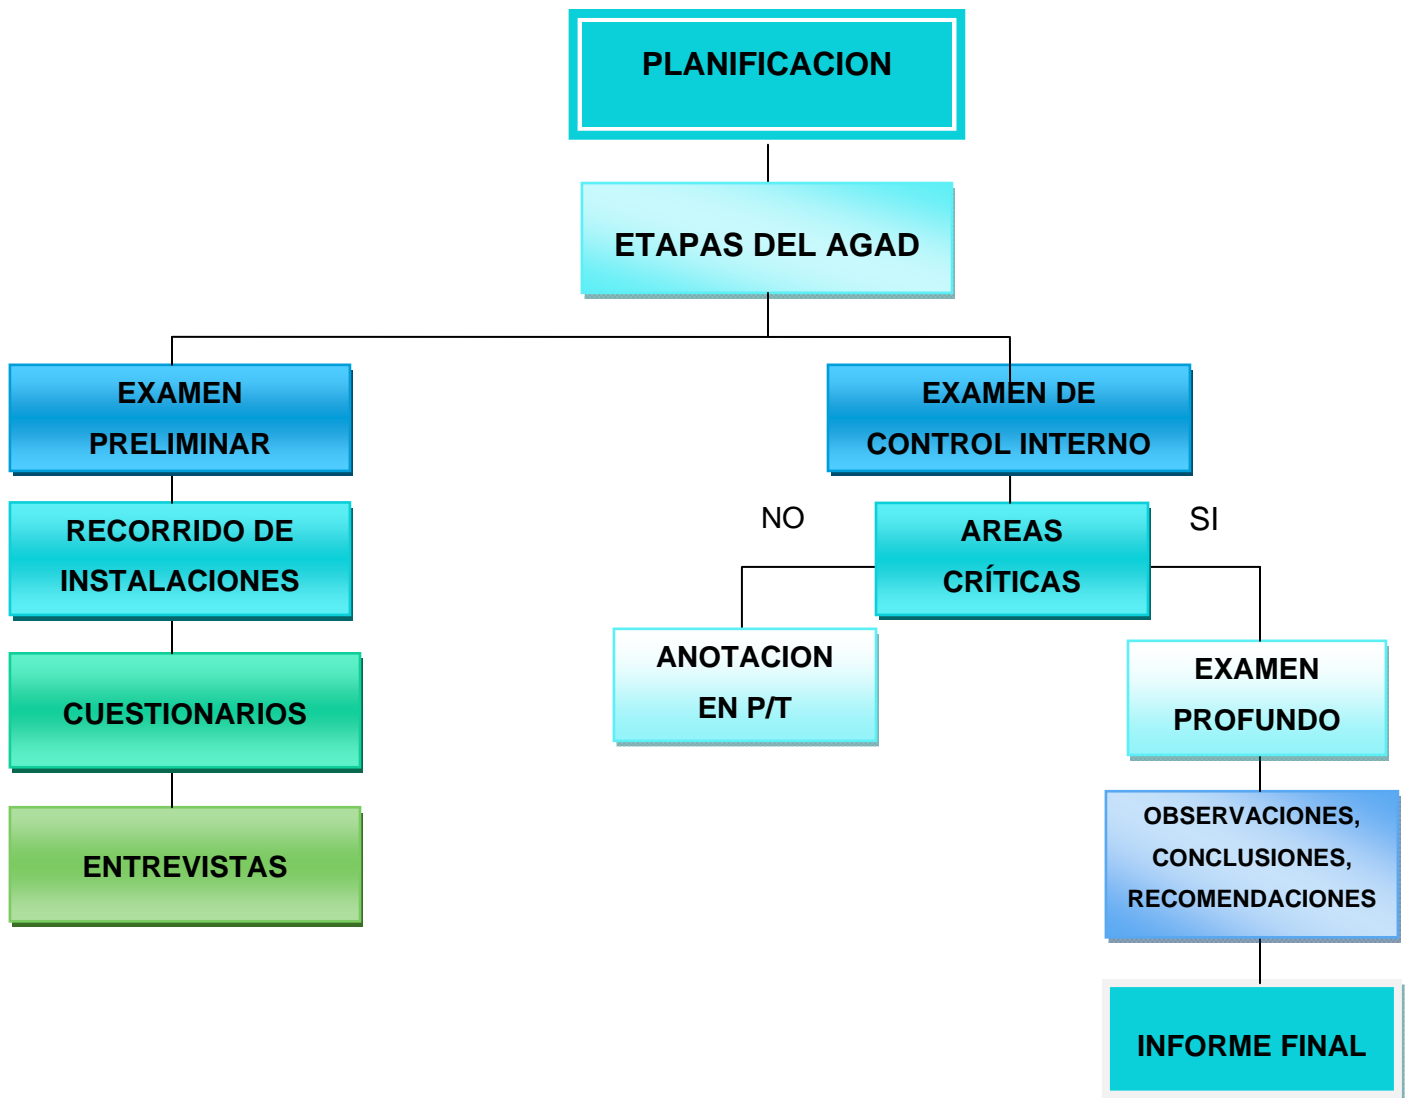 PLANIFICACION
ETAPAS DEL AGAD
EXAMEN
PRELIMINAR
RECORRIDO DE
INSTALACIONES
CUESTIONARIOS
ENTREVISTAS
EXAMEN DE
CONTROL INTERNO
NO
AREAS
CRÍTICAS
SI
ANOTACION
EN P/T
EXAMEN
PROFUNDO
OBSERVACIONES,
CONCLUSIONES,
RECOMENDACIONES
INFORME FINAL